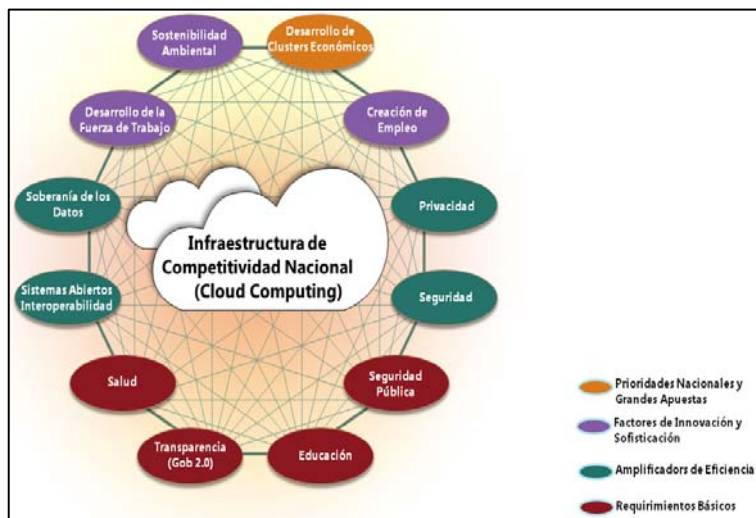 Sostenibilidad
Ambiental
Desarrollo de
Clusters Económicos
Desarrollo de la
Fuerza de Trabajo
Creación de
Empleo
Soberanía de los
Datos
Privacidad
Infraestructura de
Competitividad Nacional
(Cloud Computing)
Sistemas Abiertos
Interoperabilidad
Seguridad
Salud
Seguridad
Pública
Transparencia
(Gob 2.0)
Educación
Prioridades Nacionales y
Grandes Apuestas
Factores de Innovación y
Sofisticación
Amplificadors de Eficiencia
Requirimientos Básicos